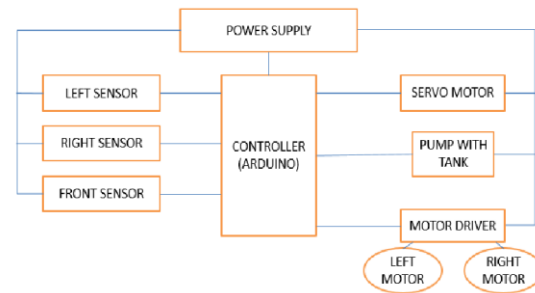 POWER SUPPLY
LEFT SENSOR
RIGHT SENSOR
FRONT SENSOR
CONTROLLER
(ARDUINO)
SERVO MOTOR
PUMP WITH
TANK
MOTOR DRIVER
LEFT
MOTOR
RIGHT
MOTOR